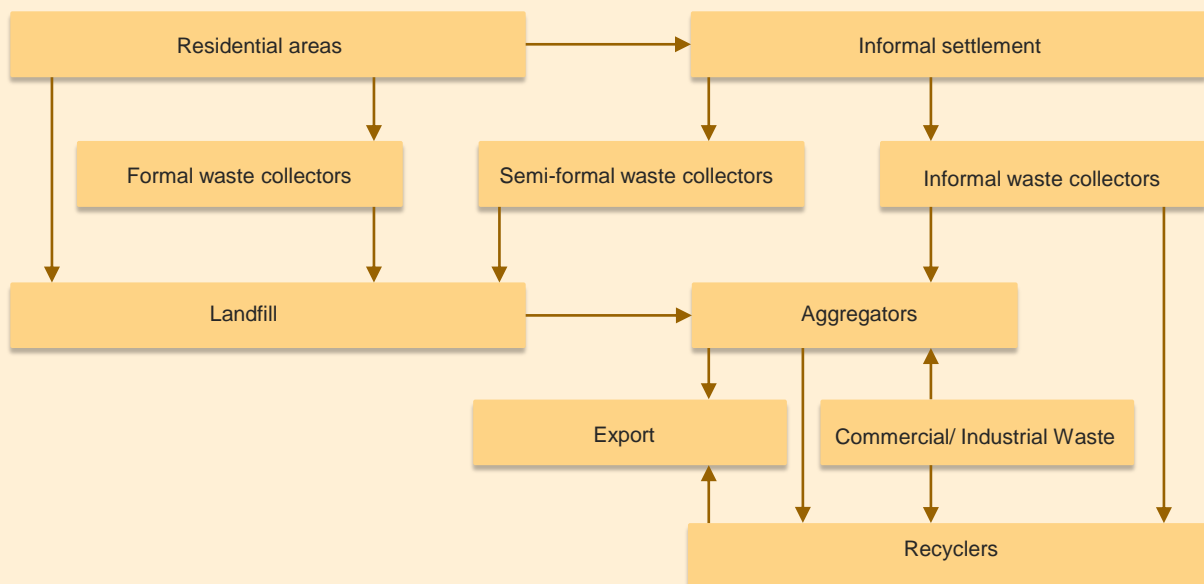 Residential areas
Informal settlement
Formal waste collectors
Semi-formal waste collectors
Informal waste collectors
Landfill
Aggregators
Export
Commercial/ Industrial Waste
Recyclers